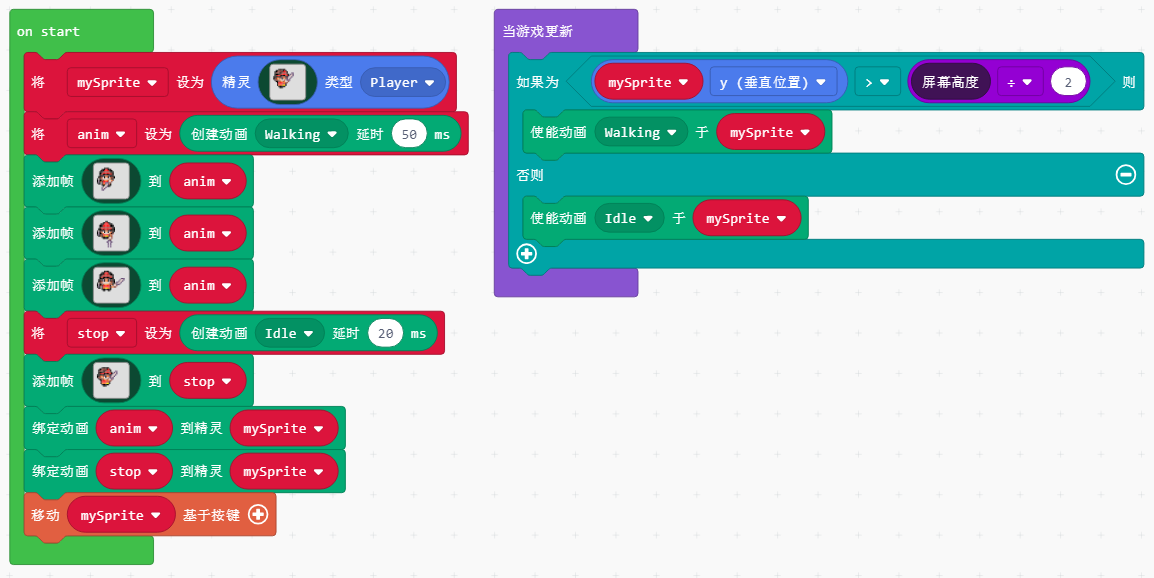 on start
将 mySprite 设为 精灵 类型 Player
将 anim 设为 创建动画 Walking 延时 50 ms
添加帧 到 anim
添加帧 到 anim
添加帧 到 anim
将 stop 设为 创建动画 Idle 延时 20 ms
添加帧 到 stop
绑定动画 anim 到精灵 mySprite
绑定动画 stop 到精灵 mySprite
移动 mySprite 基于按键
当游戏更新
如果为 mySprite y (垂直位置) > 屏幕高度 ÷ 2 则
使能动画 Walking 于 mySprite
否则
使能动画 Idle 于 mySprite